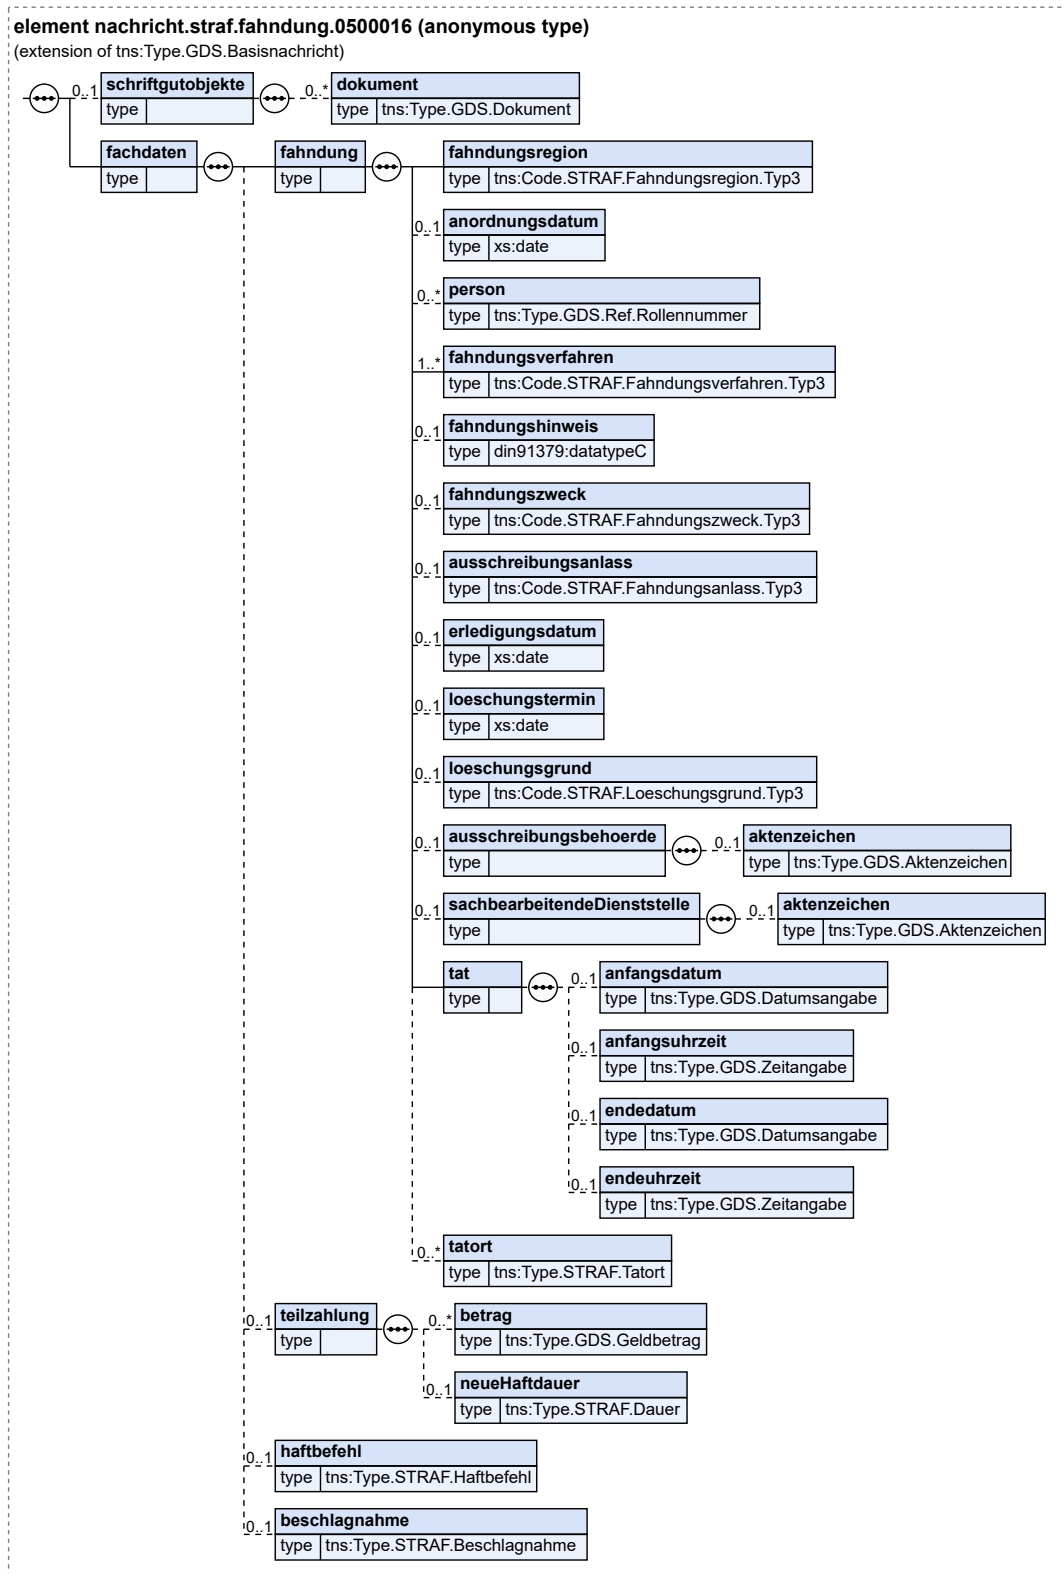 element nachricht.straf.fahndung.0500016 (anonymous type)
(extension of tns:Type.GDS.Basisnachricht)
0..1 schriftgutobjekte
type
0..* dokument
type tns:Type.GDS.Dokument
fachdaten
type
fahndung
type
fahndungsregion
type tns:Code.STRAF.Fahndungsregion.Typ3
0..1 anordnungsdatum
type xs:date
0..* person
type tns:Type.GDS.Ref.Rollennummer
1..* fahndungsverfahren
type tns:Code.STRAF.Fahndungsverfahren.Typ3
0..1 fahndungshinweis
type din91379:datatypeC
0..1 fahndungszweck
type tns:Code.STRAF.Fahndungszweck.Typ3
0..1 ausschreibungsanlass
type tns:Code.STRAF.Fahndungsanlass.Typ3
0..1 erledigungsdatum
type xs:date
0..1 loeschungstermin
type xs:date
0..1 loeschungsgrund
type tns:Code.STRAF.Loeschungsgrund.Typ3
0..1 ausschreibungsbehoerde
type
0..1 aktenzeichen
type tns:Type.GDS.Aktenzeichen
0..1 sachbearbeitendeDienststelle
type
0..1 aktenzeichen
type tns:Type.GDS.Aktenzeichen
tat
type
0..1 anfangsdatum
type tns:Type.GDS.Datumsangabe
0..1 anfangsuhrzeit
type tns:Type.GDS.Zeitangabe
0..1 endedatum
type tns:Type.GDS.Datumsangabe
0..1 endeuhrzeit
type tns:Type.GDS.Zeitangabe
0..* tatort
type tns:Type.STRAF.Tatort
0..1 teilzahlung
type
0..* betrag
type tns:Type.GDS.Geldbetrag
0..1 neueHaftdauer
type tns:Type.STRAF.Dauer
0..1 haftbefehl
type tns:Type.STRAF.Haftbefehl
0..1 beschlagnahme
type tns:Type.STRAF.Beschlagnahme